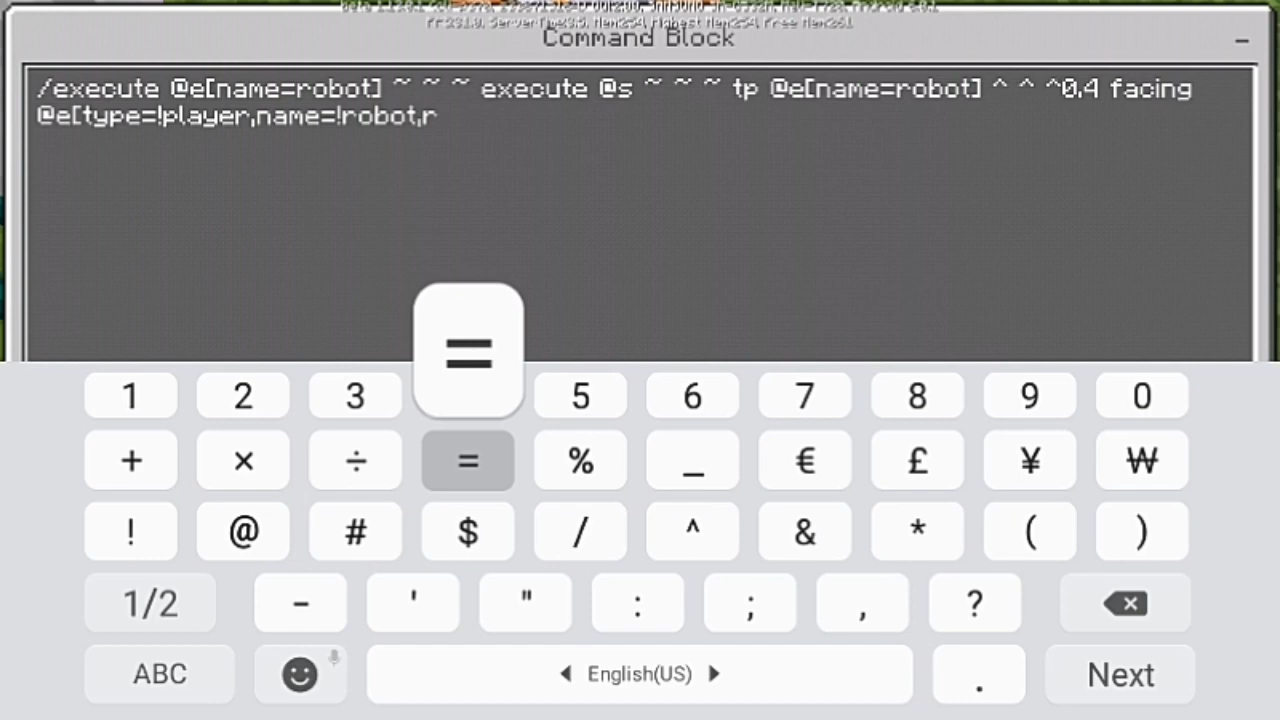 Command Block
-
/execute @e[name=robot] ~ ~ ~ execute @s ~ ~ ~ tp @e[name=robot] ^ ^ ^0.4 facing
@e[type=!player,name=!robot,r
=
1 2 3 5 6 7 8 9 0
+ × ÷ = % _ € £ ¥ ₩
! @ # $ / ^ & * ( )
1/2 - ' " : ; , ?
ABC English(US) . Next